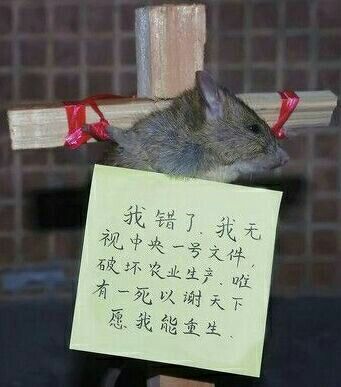 我错了，我无
视中央一号文件，
破坏农业生产．唯
有一死以谢天下
愿我能重生．